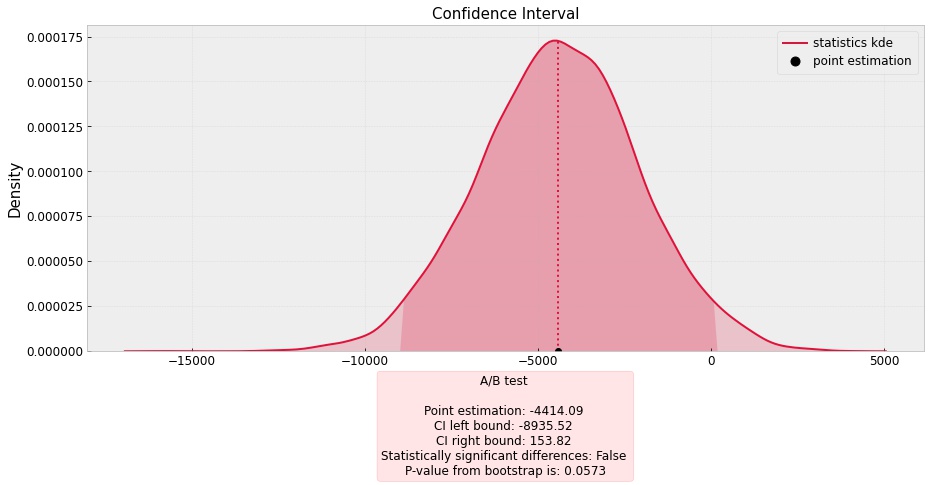 Confidence Interval
statistics kde
point estimation
Density
0.000175
0.000150
0.000125
0.000100
0.000075
0.000050
0.000025
0.000000
−15000
−10000
−5000
0
5000
A/B test
Point estimation: -4414.09
CI left bound: -8935.52
CI right bound: 153.82
Statistically significant differences: False
P-value from bootstrap is: 0.0573